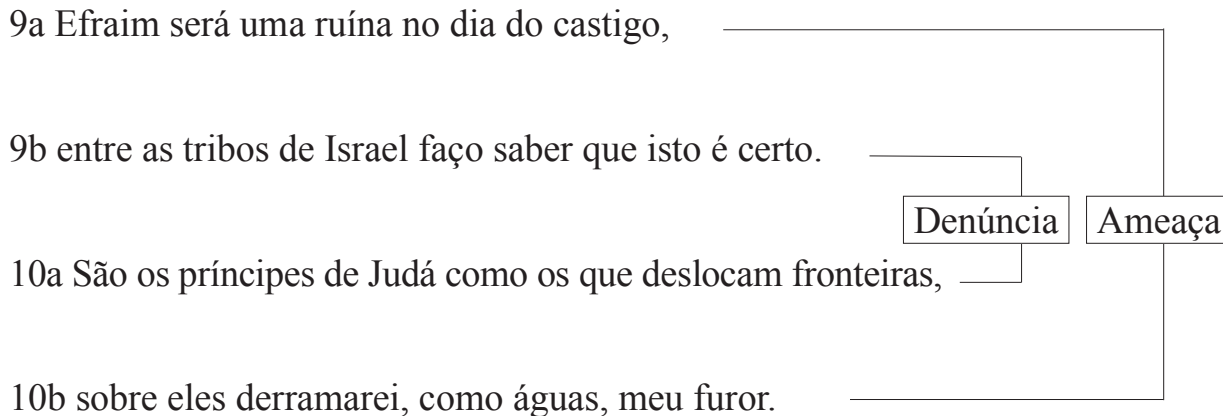 9a Efraim será uma ruína no dia do castigo,
9b entre as tribos de Israel faço saber que isto é certo.
Denúncia Ameaça
10a São os príncipes de Judá como os que deslocam fronteiras,
10b sobre eles derramarei, como águas, meu furor.